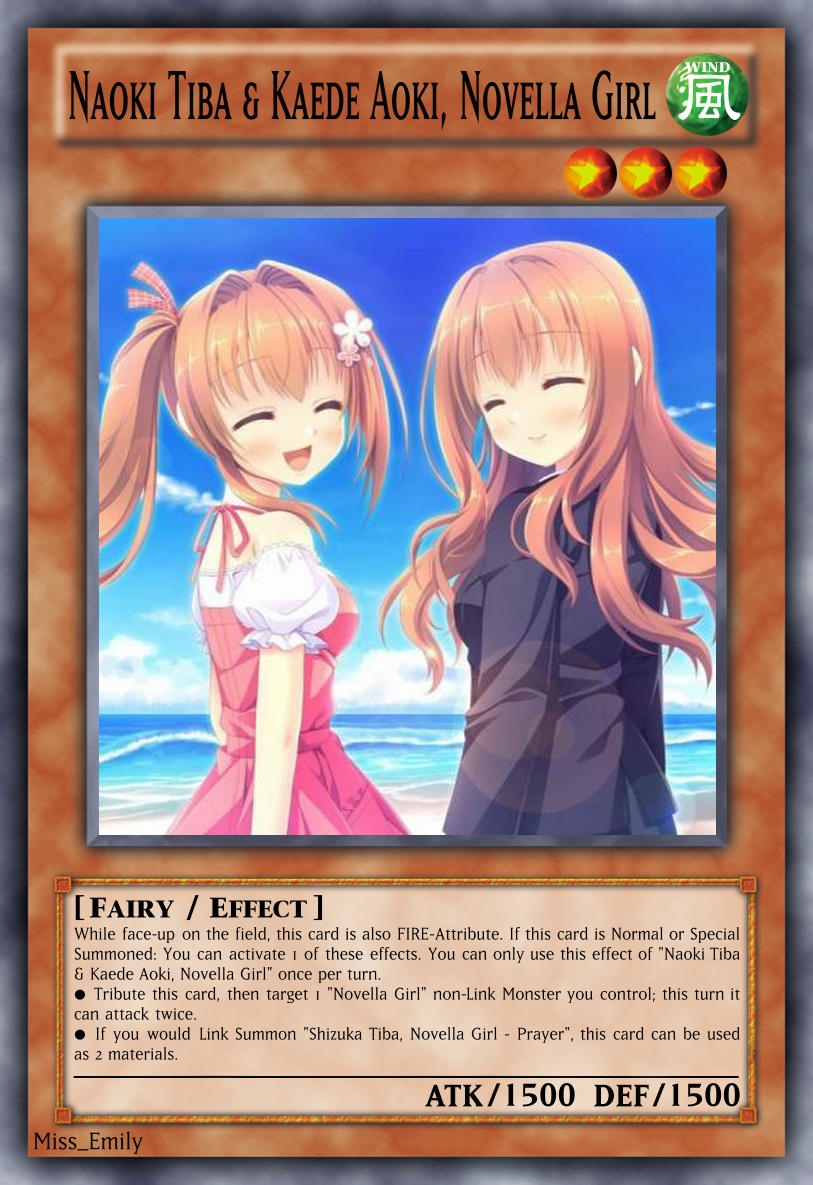 Naoki Tiba & Kaede Aoki, Novella Girl
WIND
風
[ Fairy / Effect ]
While face-up on the field, this card is also FIRE-Attribute. If this card is Normal or Special
Summoned: You can activate 1 of these effects. You can only use this effect of "Naoki Tiba
& Kaede Aoki, Novella Girl" once per turn.
● Tribute this card, then target 1 "Novella Girl" non-Link Monster you control; this turn it
can attack twice.
● If you would Link Summon "Shizuka Tiba, Novella Girl - Prayer", this card can be used
as 2 materials.
ATK/1500 DEF/1500
Miss_Emily